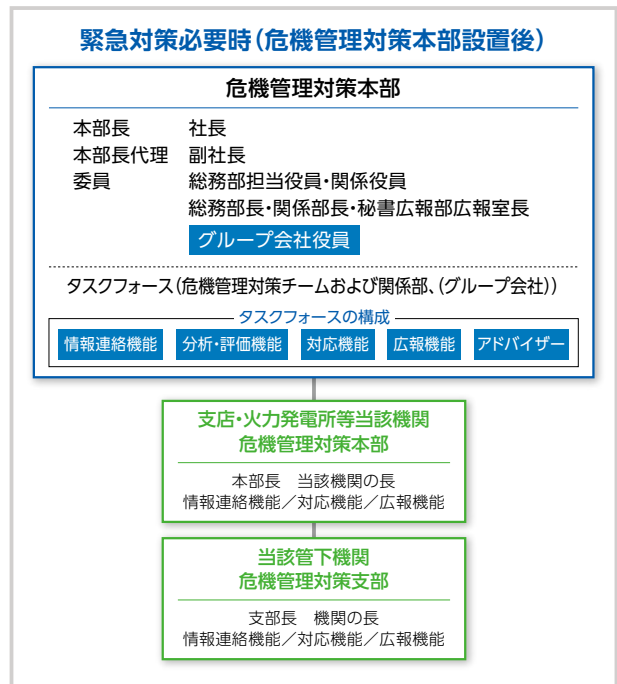 緊急対策必要時(危機管理対策本部設置後)
危機管理対策本部
本部長 社長
本部長代理 副社長
委員 総務部担当役員・関係役員
総務部長・関係部長・秘書広報部広報室長
グループ会社役員
タスクフォース(危機管理対策チームおよび関係部、(グループ会社))
タスクフォースの構成
情報連絡機能 分析・評価機能 対応機能 広報機能 アドバイザー
支店・火力発電所等当該機関
危機管理対策本部
本部長 当該機関の長
情報連絡機能/対応機能/広報機能
当該管下機関
危機管理対策支部
支部長 機関の長
情報連絡機能/対応機能/広報機能